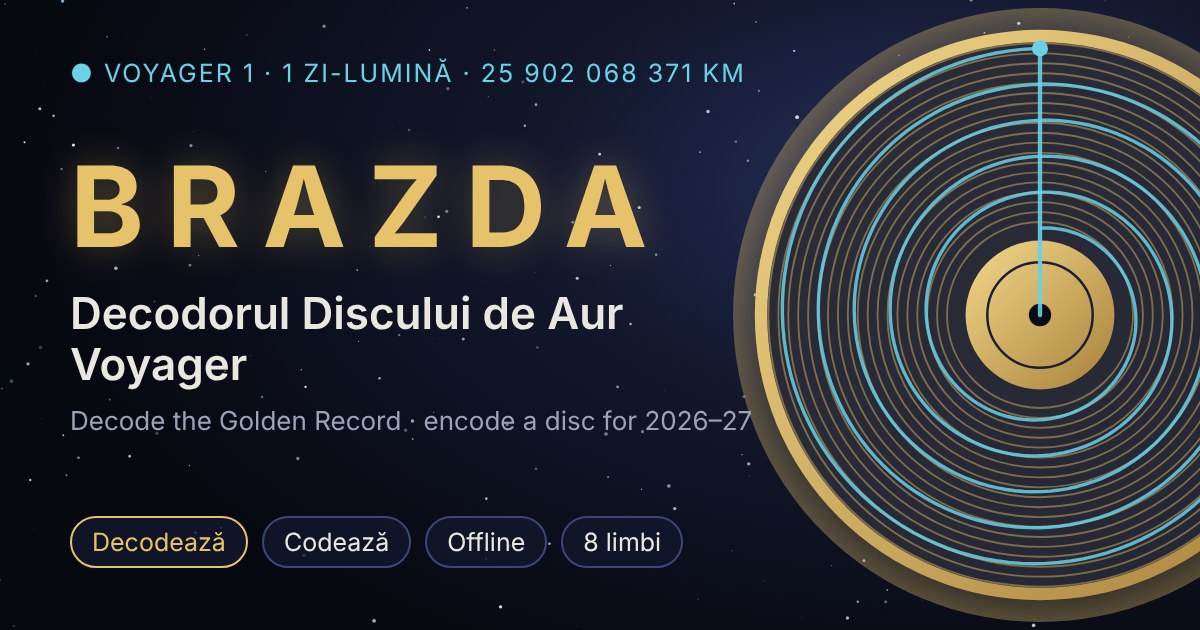 VOYAGER 1 · 1 ZI-LUMINĂ · 25 902 068 371 KM
BRAZDA
Decodorul Discului de Aur
Voyager
Decode the Golden Record · encode a disc for 2026–27
Decodează
Codează
Offline
8 limbi